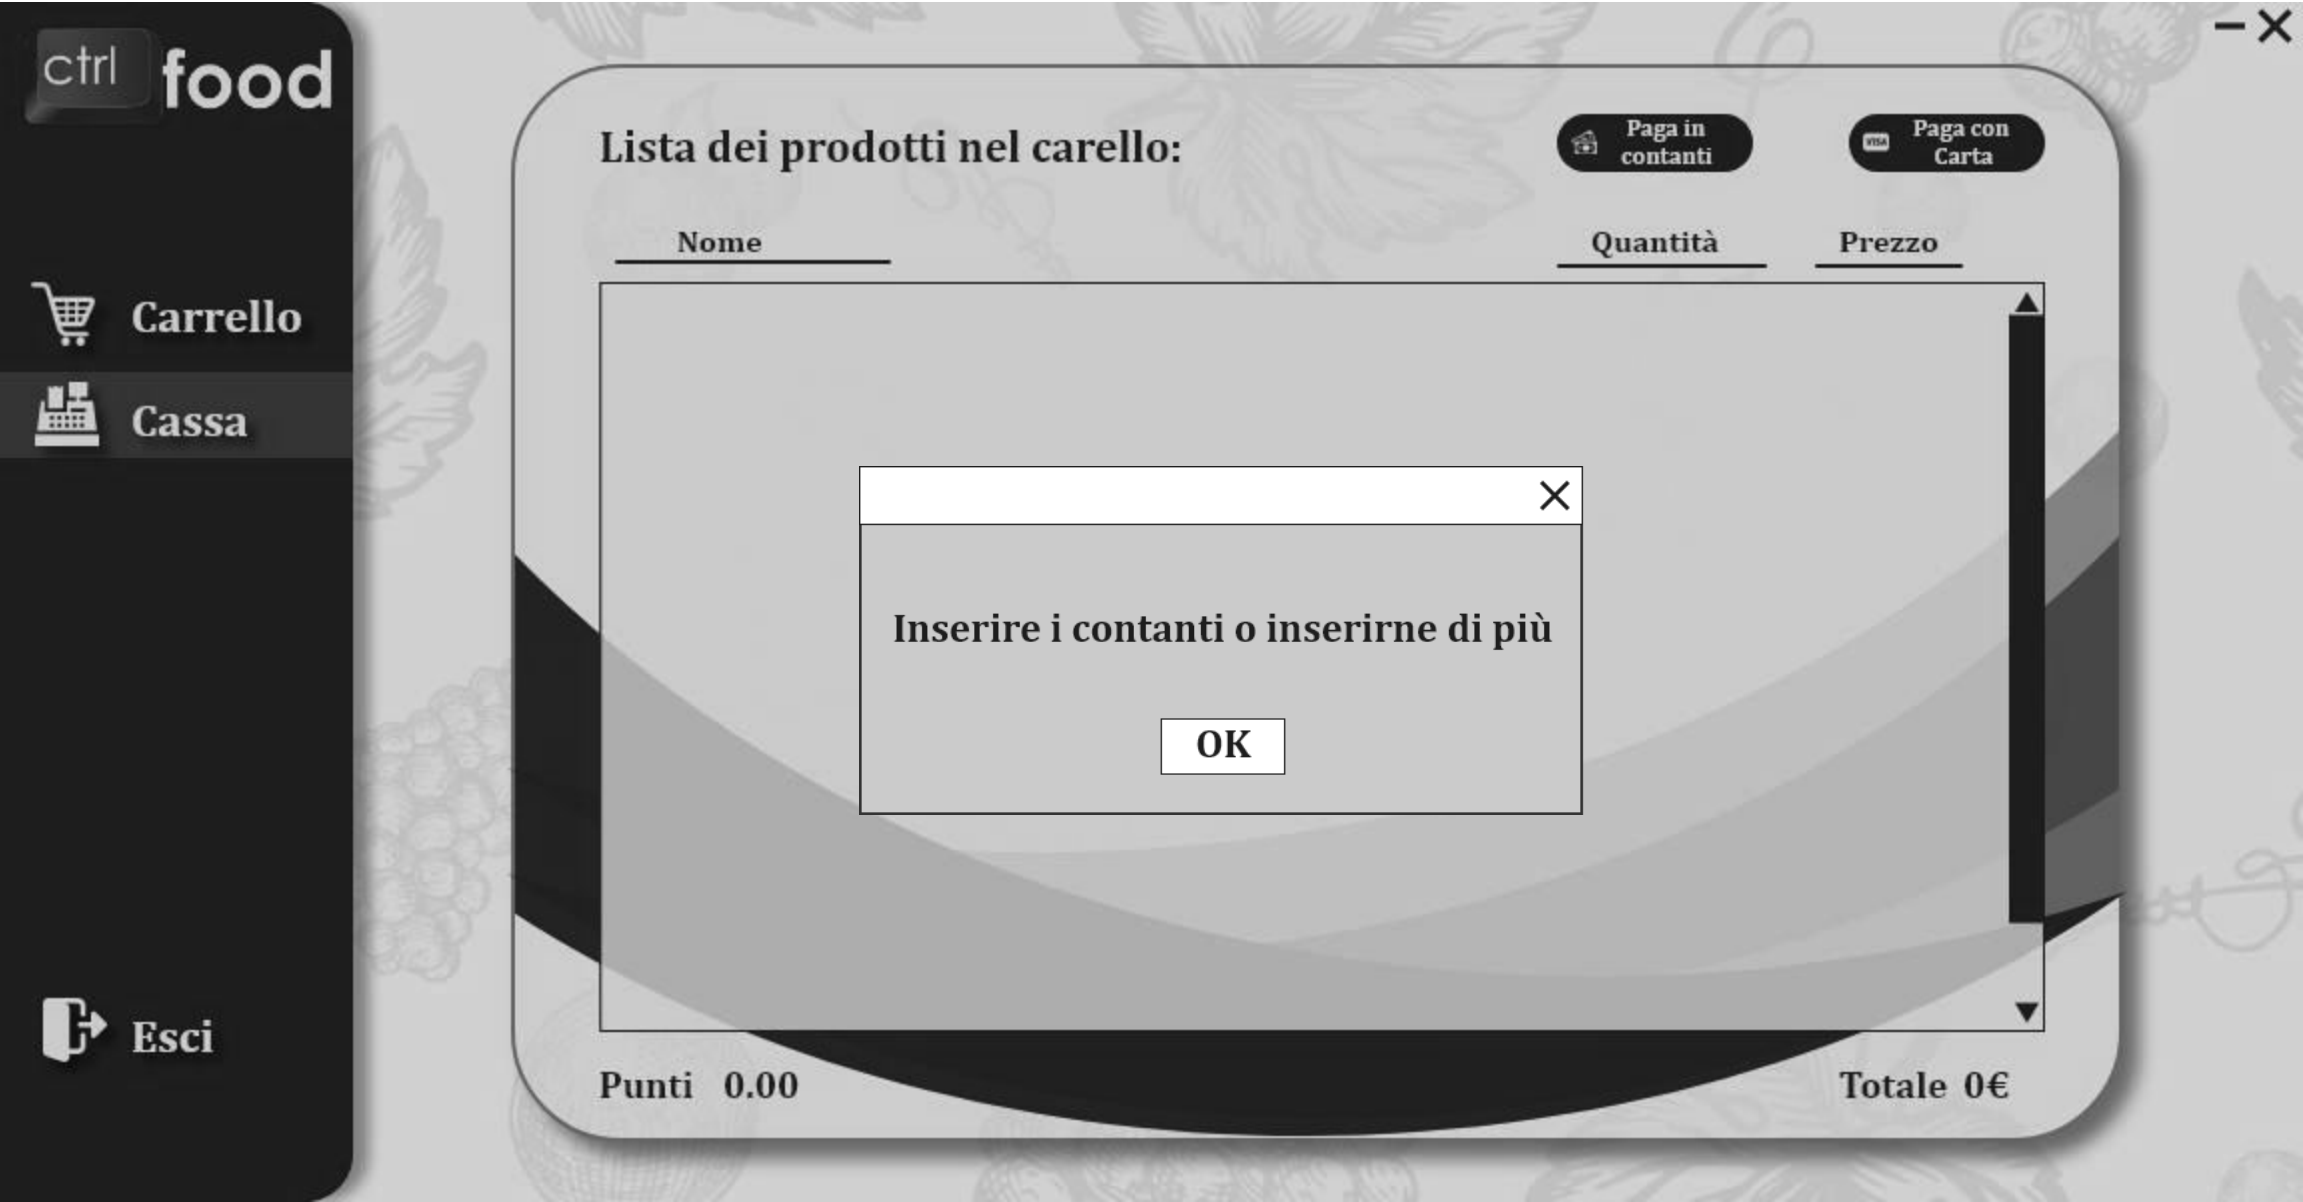 ctrl food
Carrello
Cassa
Esci
Lista dei prodotti nel carello:
Paga in
contanti
VISA
Paga con
Carta
Nome
Quantità
Prezzo
Inserire i contanti o inserirne di più
OK
Punti 0.00
Totale 0€